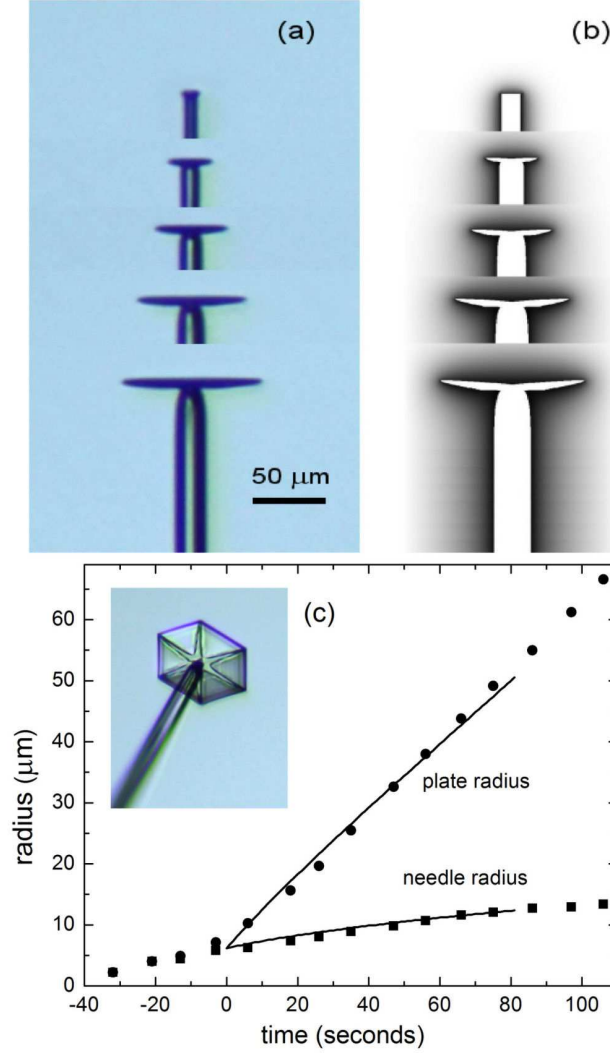 (a)
(b)
50 μm
(c)
radius (μm)
60
50
40
30
20
10
0
plate radius
needle radius
-40 -20 0 20 40 60 80 100
time (seconds)